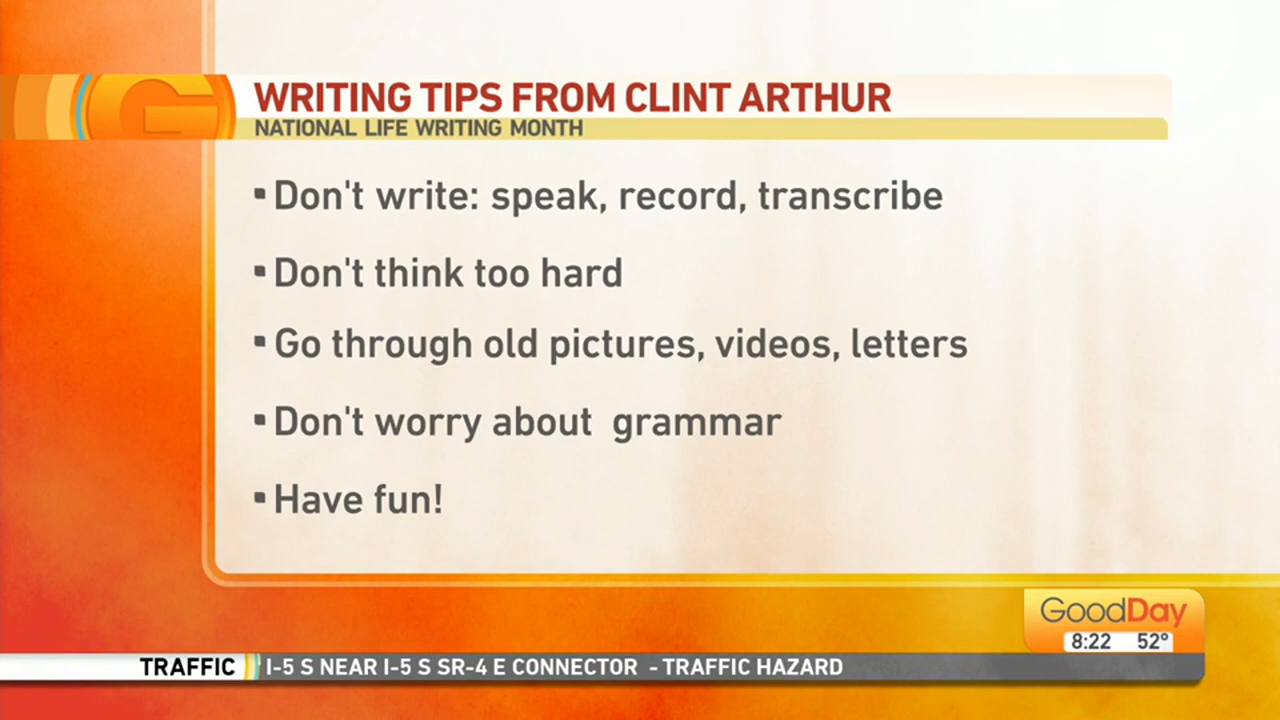 WRITING TIPS FROM CLINT ARTHUR
NATIONAL LIFE WRITING MONTH
▪ Don't write: speak, record, transcribe
▪ Don't think too hard
▪ Go through old pictures, videos, letters
▪ Don't worry about  grammar
▪ Have fun!
GoodDay
8:22 52°
TRAFFIC I-5 S NEAR I-5 S SR-4 E CONNECTOR - TRAFFIC HAZARD